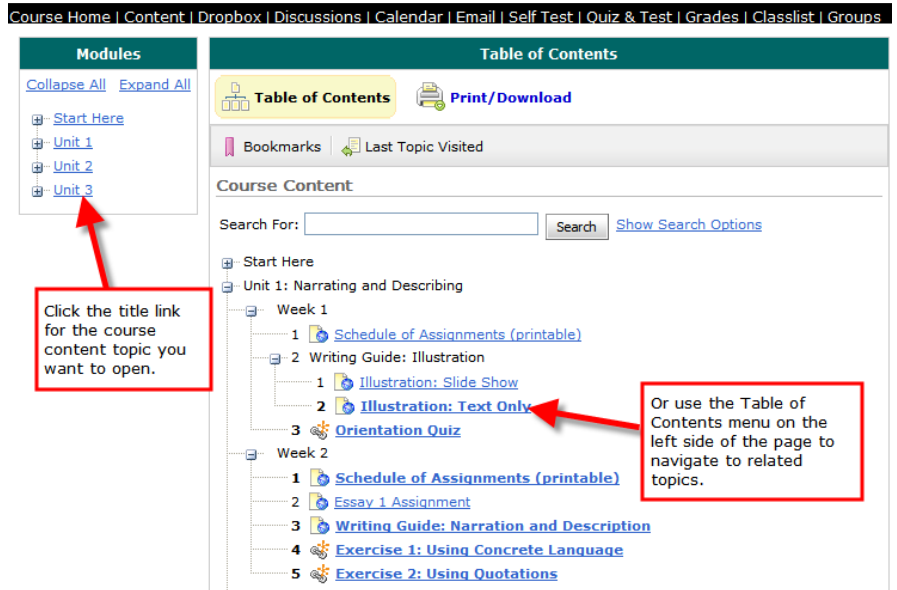 Course Home | Content | Dropbox | Discussions | Calendar | Email | Self Test | Quiz & Test | Grades | Classlist | Groups
Modules
Collapse All Expand All
Start Here
Unit 1
Unit 2
Unit 3
Click the title link
for the course
content topic you
want to open.
Table of Contents
Table of Contents Print/Download
Bookmarks Last Topic Visited
Course Content
Search For: Search Show Search Options
Start Here
Unit 1: Narrating and Describing
Week 1
1 Schedule of Assignments (printable)
2 Writing Guide: Illustration
1 Illustration: Slide Show
2 Illustration: Text Only
3 Orientation Quiz
Week 2
1 Schedule of Assignments (printable)
2 Essay 1 Assignment
3 Writing Guide: Narration and Description
4 Exercise 1: Using Concrete Language
5 Exercise 2: Using Quotations
Or use the Table of
Contents menu on the
left side of the page to
navigate to related
topics.